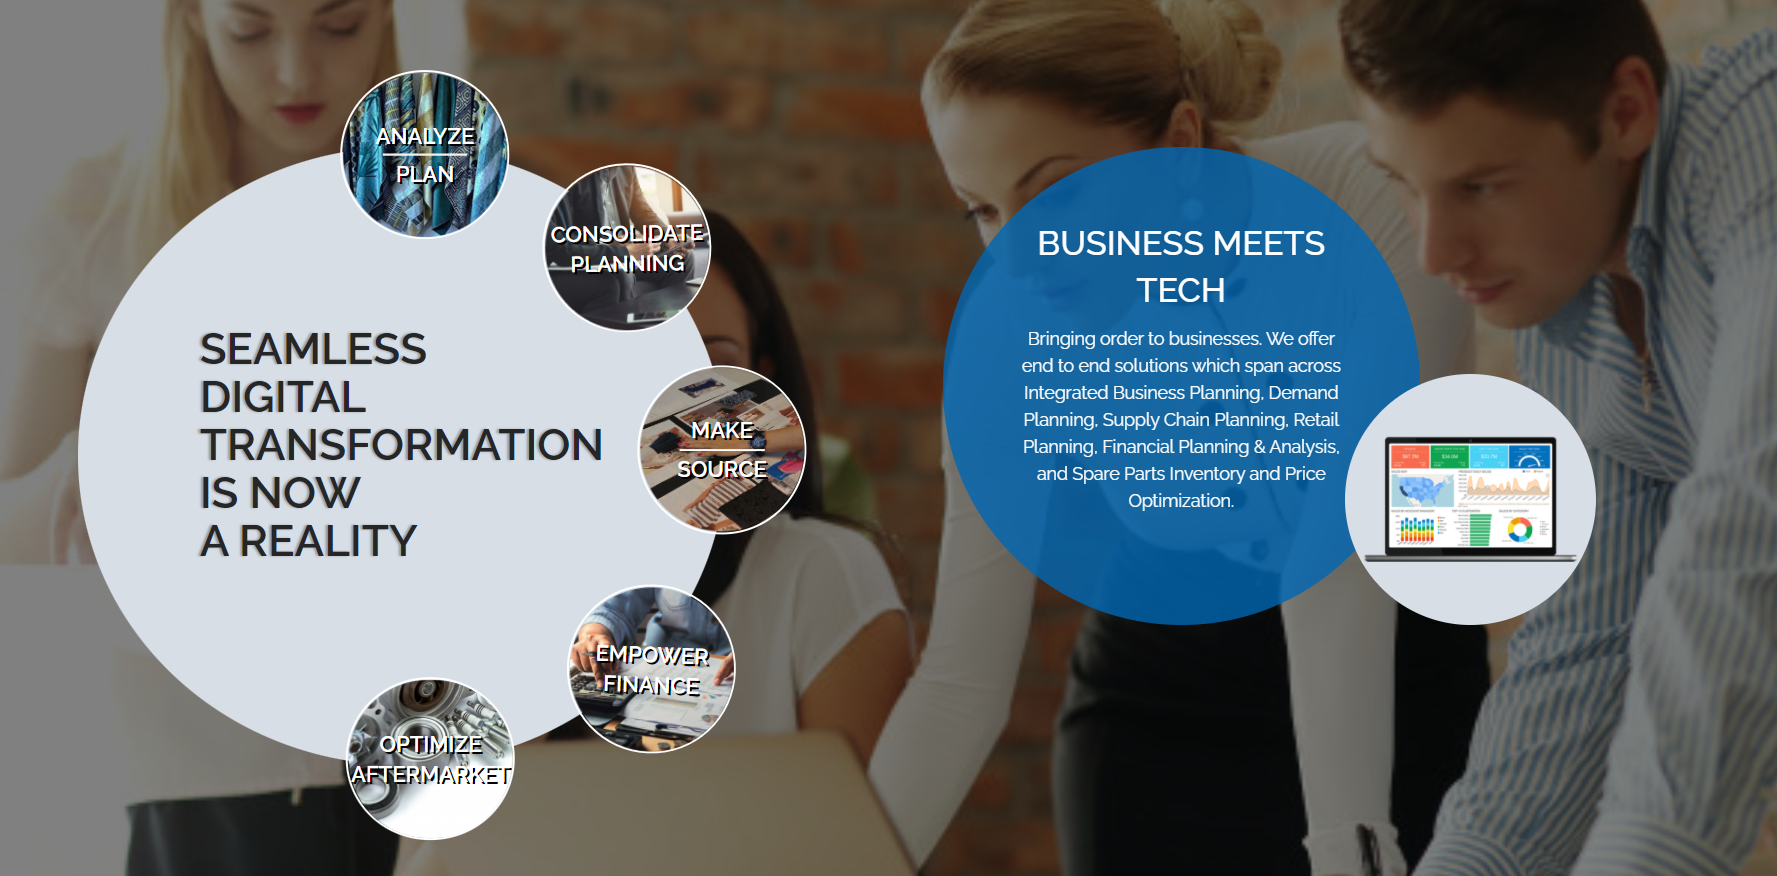 ANALYZE
PLAN
CONSOLIDATE
PLANNING
SEAMLESS
DIGITAL
TRANSFORMATION
IS NOW
A REALITY
MAKE
SOURCE
EMPOWER
FINANCE
OPTIMIZE
AFTERMARKET
BUSINESS MEETS
TECH
Bringing order to businesses. We offer
end to end solutions which span across
Integrated Business Planning, Demand
Planning, Supply Chain Planning, Retail
Planning, Financial Planning & Analysis,
and Spare Parts Inventory and Price
Optimization.